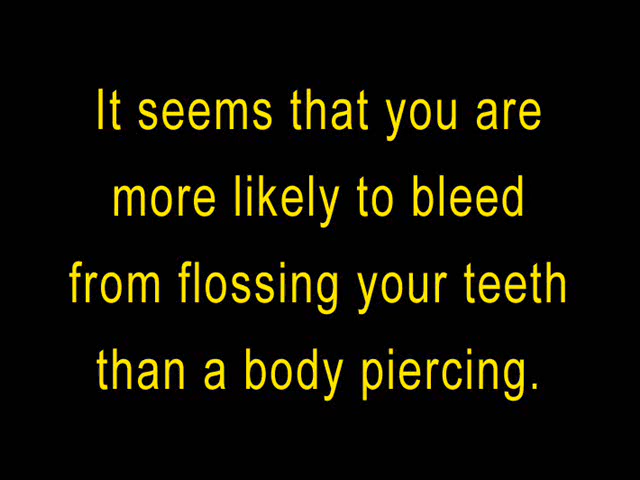 It seems that you are
more likely to bleed
from flossing your teeth
than a body piercing.